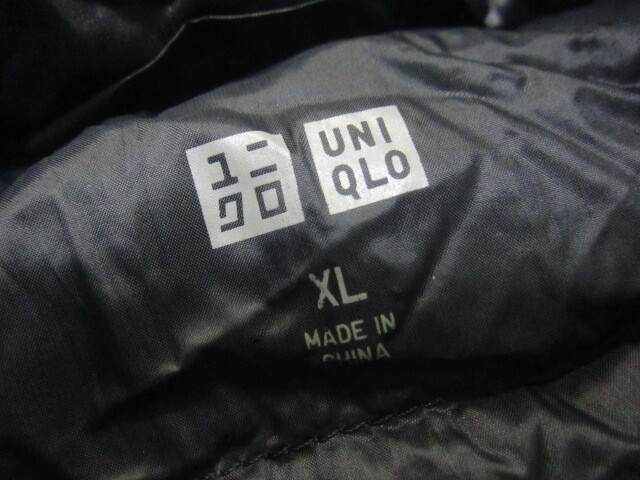 ユニ
クロ
UNI
QLO
XL
MADE IN
CHINA